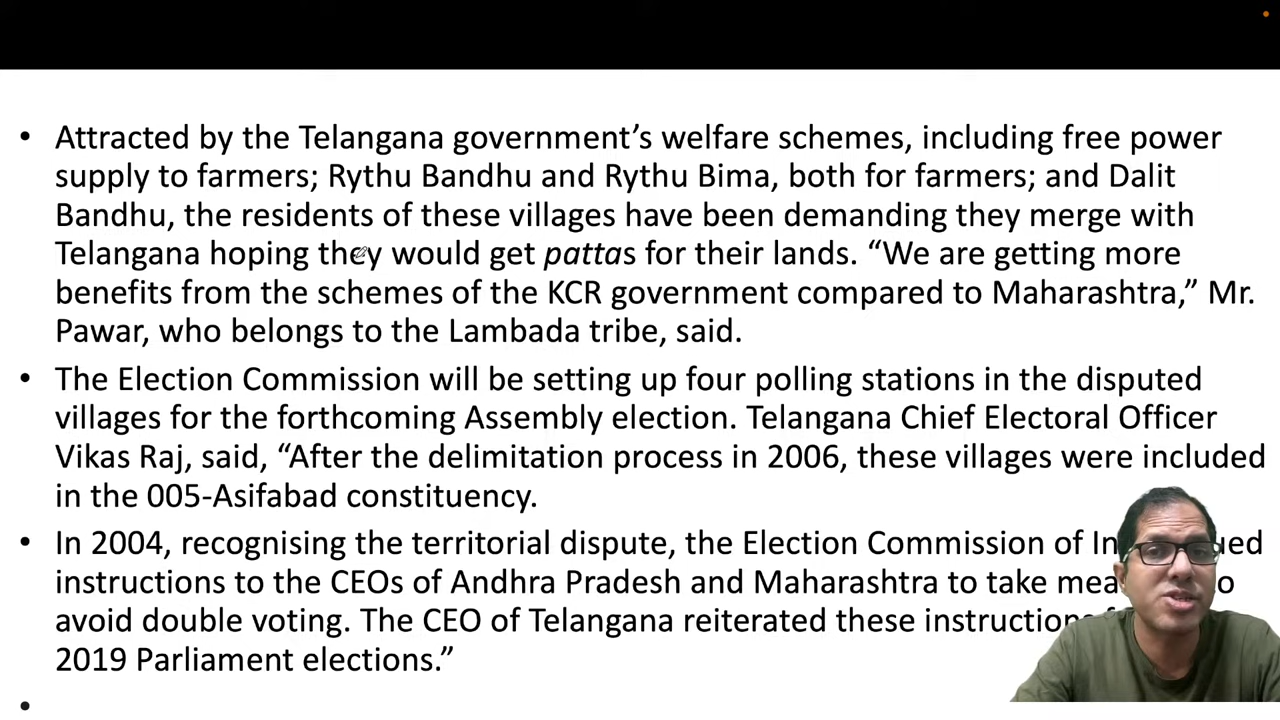 • Attracted by the Telangana government’s welfare schemes, including free power
supply to farmers; Rythu Bandhu and Rythu Bima, both for farmers; and Dalit
Bandhu, the residents of these villages have been demanding they merge with
Telangana hoping they would get pattas for their lands. “We are getting more
benefits from the schemes of the KCR government compared to Maharashtra,” Mr.
Pawar, who belongs to the Lambada tribe, said.
• The Election Commission will be setting up four polling stations in the disputed
villages for the forthcoming Assembly election. Telangana Chief Electoral Officer
Vikas Raj, said, “After the delimitation process in 2006, these villages were included
in the 005-Asifabad constituency.
• In 2004, recognising the territorial dispute, the Election Commission of
instructions to the CEOs of Andhra Pradesh and Maharashtra to take
avoid double voting. The CEO of Telangana reiterated these
2019 Parliament elections.”
•